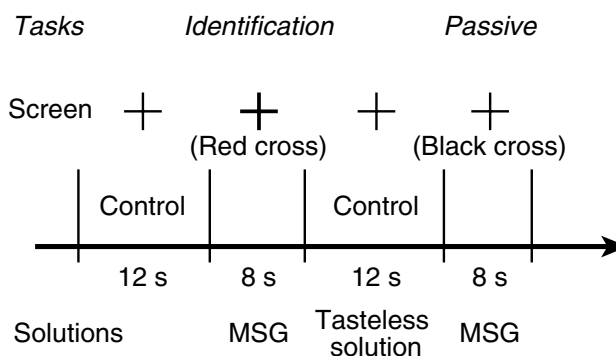 Tasks Identification Passive
Screen
(Red cross) (Black cross)
Control Control
12 s 8 s 12 s 8 s
Solutions MSG Tasteless solution MSG